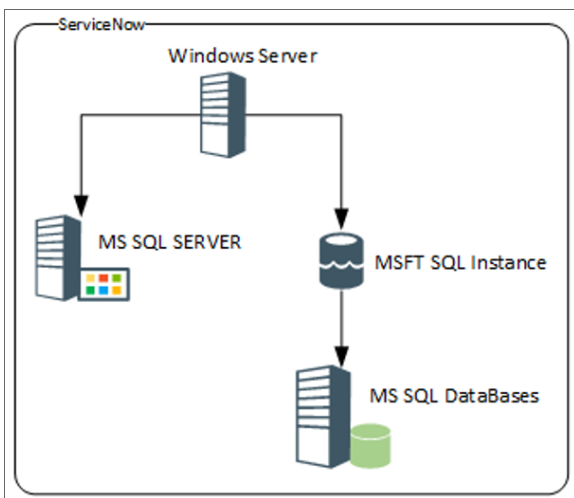 ServiceNow
Windows Server
MS SQL SERVER
MSFT SQL Instance
MS SQL DataBases